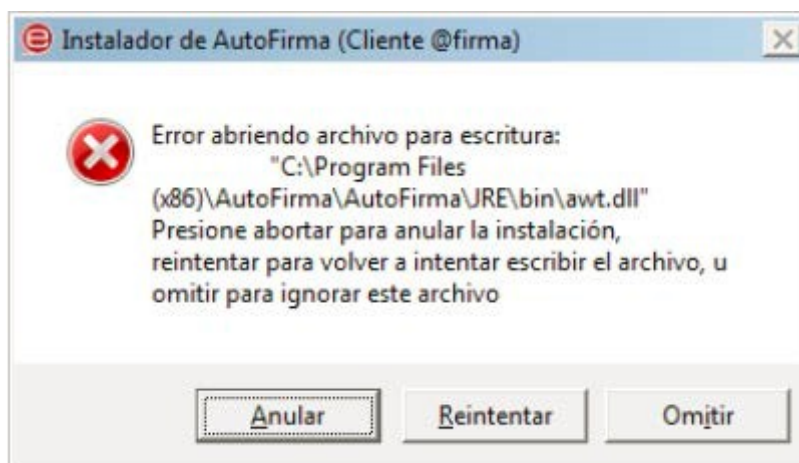 Instalador de AutoFirma (Cliente @firma)
Error abriendo archivo para escritura:
"C:\Program Files
(x86)\AutoFirma\AutoFirma\JRE\bin\awt.dll"
Presione abortar para anular la instalación,
reintentar para volver a intentar escribir el archivo, u
omitir para ignorar este archivo
Anular Reintentar Omitir